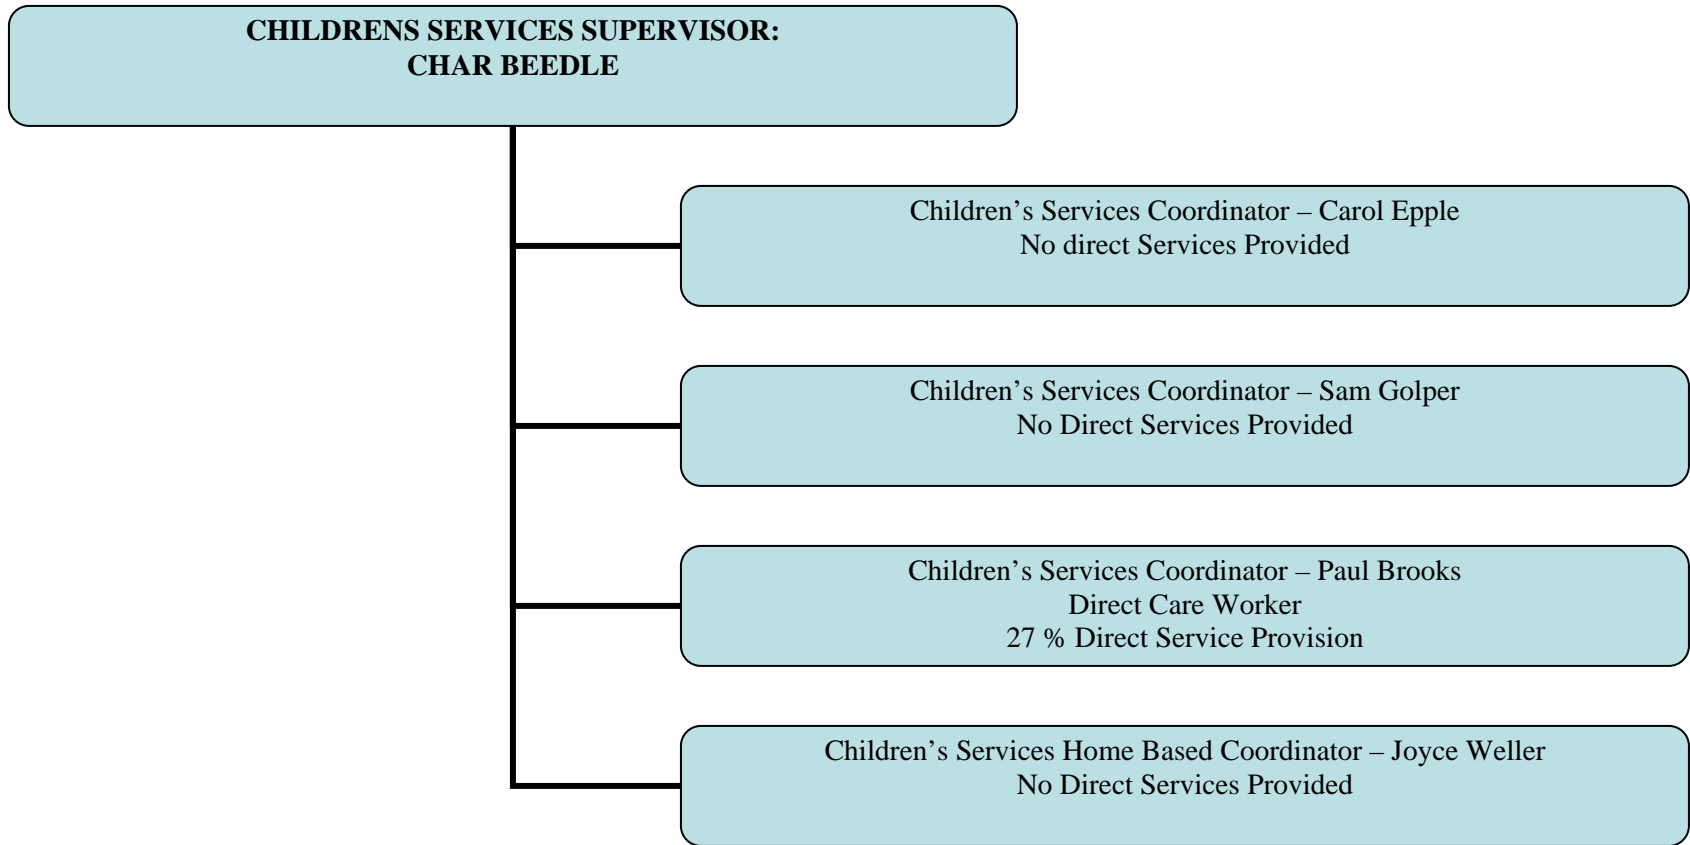 CHILDRENS SERVICES SUPERVISOR:
CHAR BEEDLE
Children’s Services Coordinator – Carol Epple
No direct Services Provided
Children’s Services Coordinator – Sam Golper
No Direct Services Provided
Children’s Services Coordinator – Paul Brooks
Direct Care Worker
27 % Direct Service Provision
Children’s Services Home Based Coordinator – Joyce Weller
No Direct Services Provided